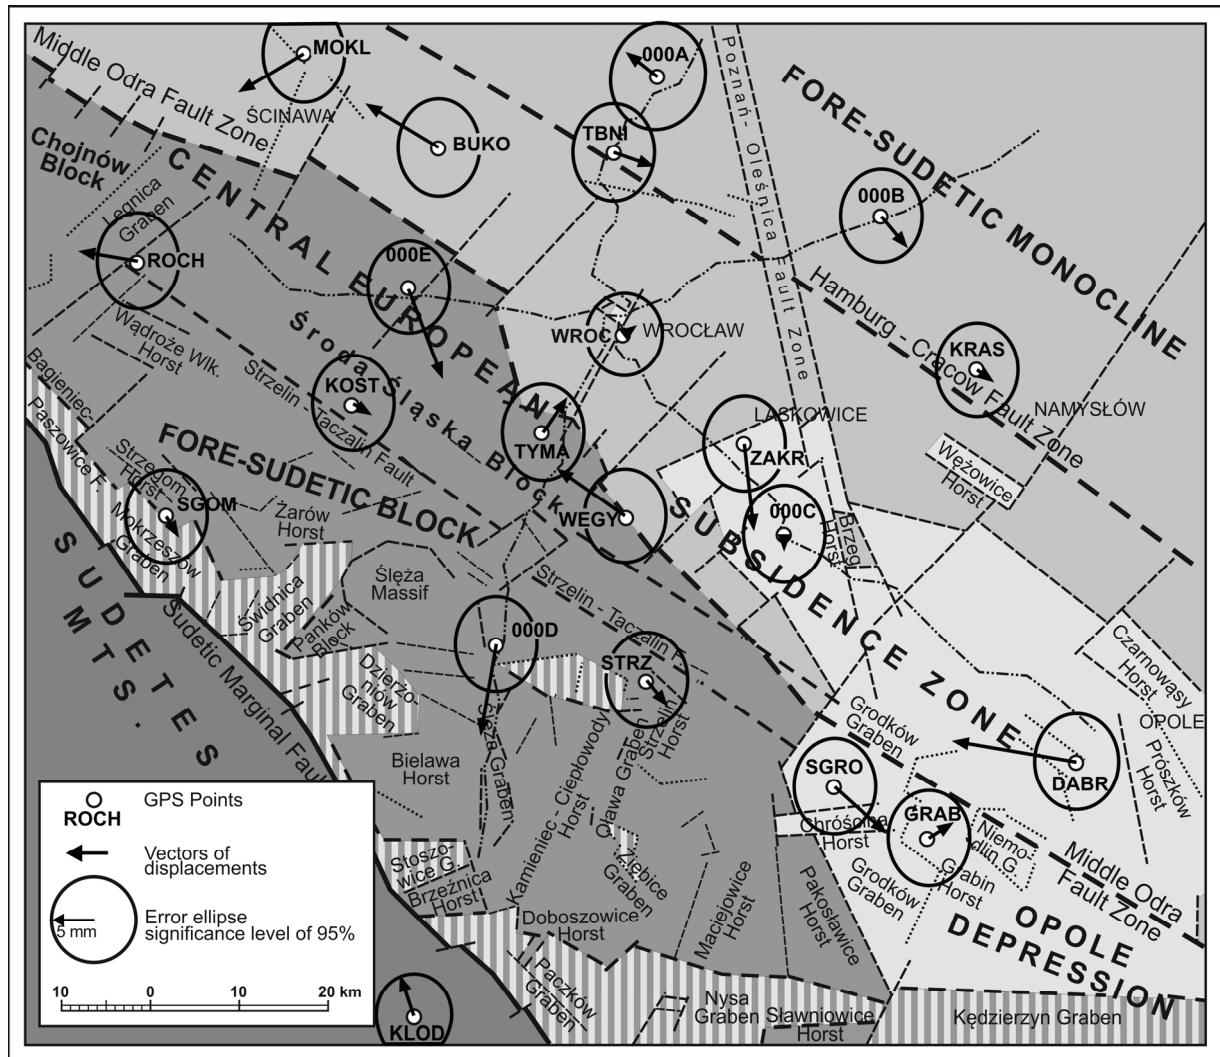 MOKL
000A
Middle Odra Fault Zone
ŚCINAWA
BUKO
TBNI
Poznań- Oleśnica Fault Zone
FORE-SUDETIC MONOCLINE
Chojnów
Block
CENTRAL EUROPEAN
SUBSIDENCE ZONE
Legnica
Graben
ROCH
000E
000B
Hamburg - Cracow Fault Zone
WROC
WROCŁAW
KRAS
NAMYSŁÓW
Wądroże Wlk.
Horst
Środa Śląska Block
Strzelin - Taczalin Fault
KOST
TYMA
LASKOWICE
ZAKR
Wężowice
Horst
Bagieniec-
Paszowice F.
FORE-SUDETIC BLOCK
Strzegom
Horst
SGOM
Mokrzeszów
Graben
Żarów
Horst
WEGY
000C
Brzeg
Horst
SUDETES
MTS.
Sudetic Marginal Fault
Świdnica
Graben
Ślęża
Massif
Panków
Block
Strzelin - Taczalin
000D
STRZ
Strzelin
Horst
Czarnowąsy
Horst
OPOLE
Prószków
Horst
Dzierżo-
niów
Graben
Bielawa
Horst
Ślęża Graben
Kamieniec - Ciepłowody
Horst
Oława Graben
Grodków
Graben
SGRO
DABR
Chróścina
Horst
GRAB
Niemo-
dlin G.
Grabin
Horst
Grodków
Graben
Middle Odra
Fault Zone
OPOLE
DEPRESSION
Stoszo-
wice G.
Brzeźnica
Horst
Ziębice
Graben
Doboszowice
Horst
Maciejowice
Horst
Pakosławice
Horst
Paczków
Graben
Nysa
Graben
Sławniowice
Horst
Kędzierzyn Graben
KLOD
GPS Points
ROCH
Vectors of
displacements
5 mm
Error ellipse
significance level of 95%
10 0 10 20 km